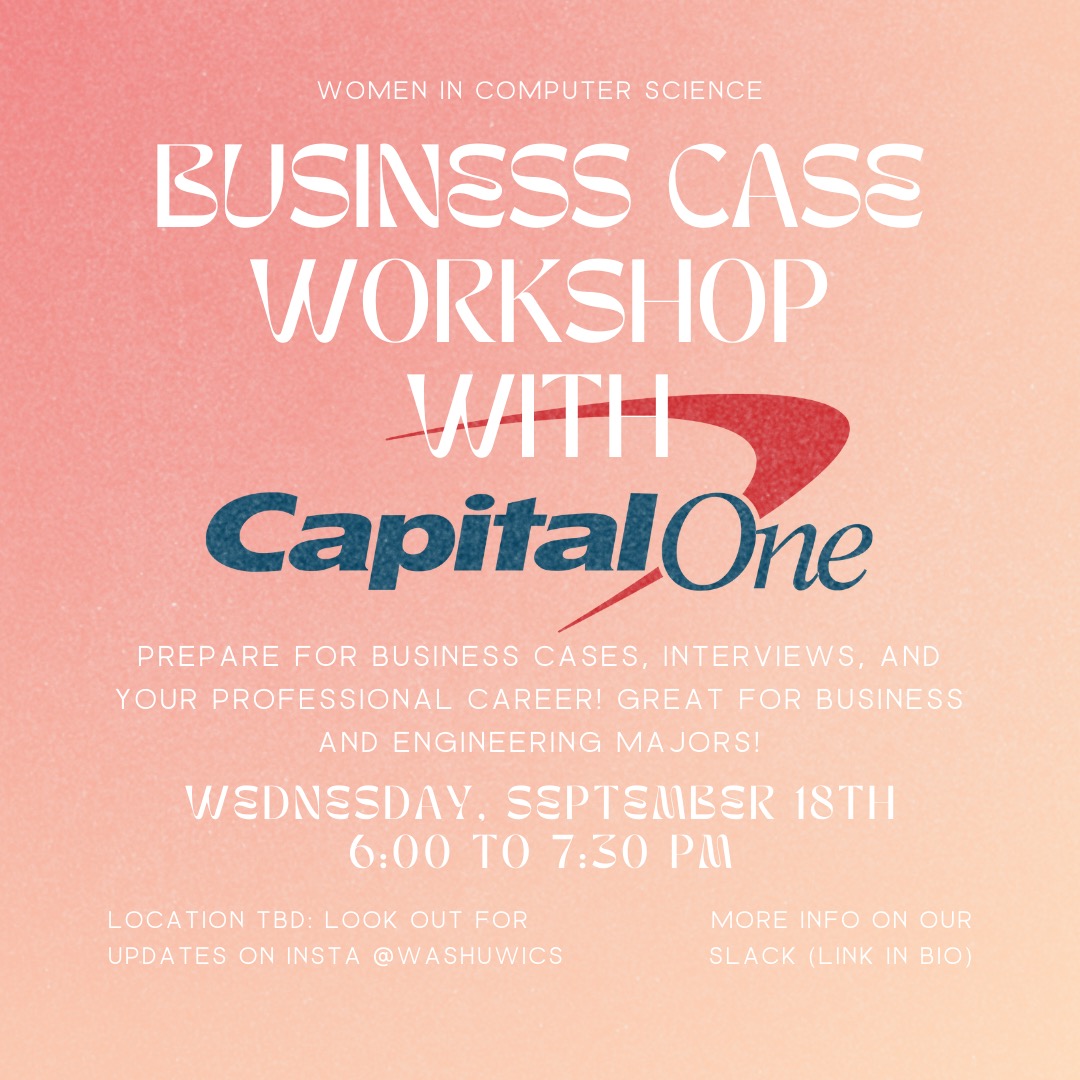 WOMEN IN COMPUTER SCIENCE
BUSINESS CASE
WORKSHOP
WITH
CapitalOne
PREPARE FOR BUSINESS CASES, INTERVIEWS, AND
YOUR PROFESSIONAL CAREER! GREAT FOR BUSINESS
AND ENGINEERING MAJORS!
WEDNESDAY, SEPTEMBER 18TH
6:00 TO 7:30 PM
LOCATION TBD: LOOK OUT FOR
UPDATES ON INSTA @WASHUWICS
MORE INFO ON OUR
SLACK (LINK IN BIO)